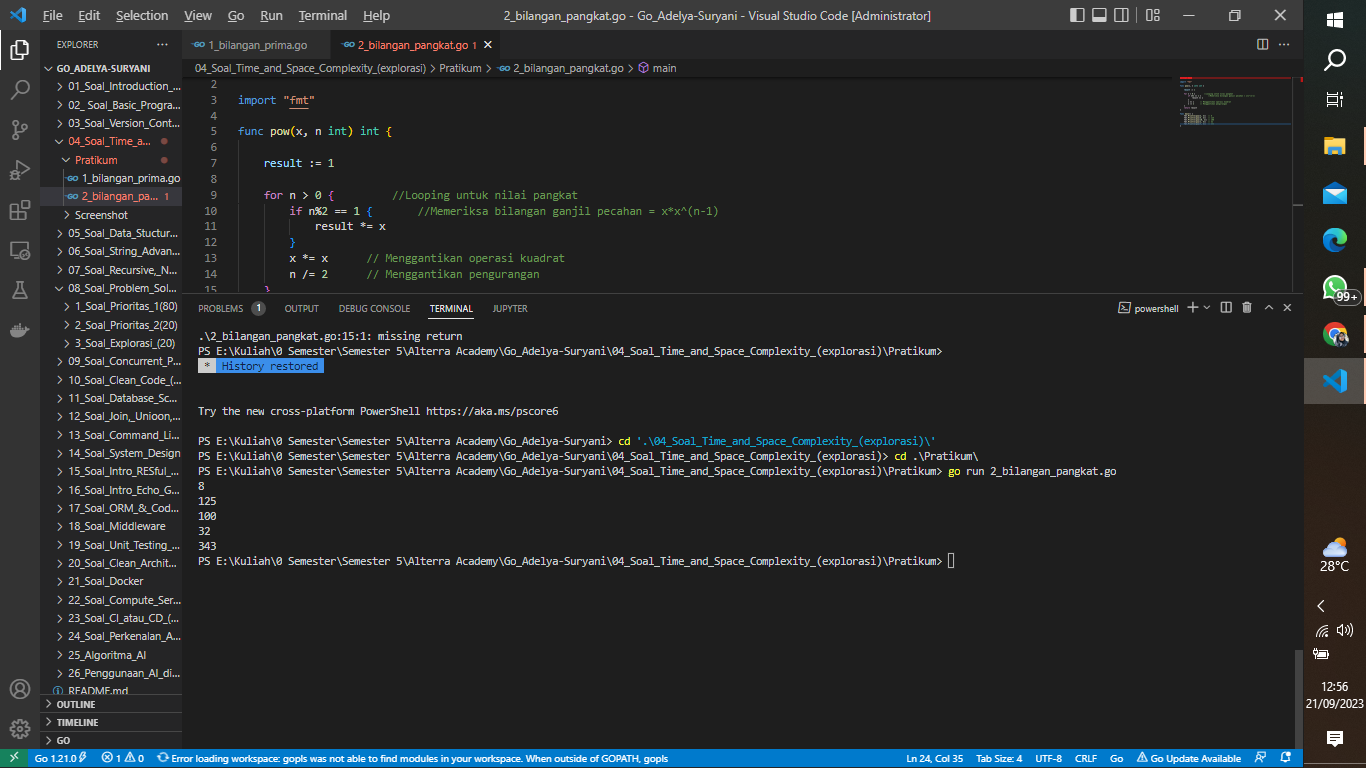 File Edit Selection View Go Run Terminal Help
2_bilangan_pangkat.go - Go_Adelya-Suryani - Visual Studio Code [Administrator]
EXPLORER
GO_ADELYA-SURYANI
01_Soal_Introduction_...
02_ Soal_Basic_Progra...
03_Soal_Version_Cont...
04_Soal_Time_a...
Pratikum
1_bilangan_prima.go
2_bilangan_pa... 1
Screenshot
05_Soal_Data_Stucture...
06_Soal_String_Advan...
07_Soal_Recursive,_N...
08_Soal_Problem_Sol...
1_Soal_Prioritas_1(80)
2_Soal_Prioritas_2(20)
3_Soal_Explorasi_(20)
09_Soal_Concurrent_P...
10_Soal_Clean_Code_(...
11_Soal_Database_Sc...
12_Soal_Join,_Unioon,...
13_Soal_Command_Li...
14_Soal_System_Design
15_Soal_Intro_RESful_...
16_Soal_Intro_Echo_G...
17_Soal_ORM_&_Cod...
18_Soal_Middleware
19_Soal_Unit_Testing_...
20_Soal_Clean_Archit...
21_Soal_Docker
22_Soal_Compute_Ser...
23_Soal_CI_atau_CD_(...
24_Soal_Perkenalan_A...
25_Algoritma_AI
26_Penggunaan_AI_di...
README.md
OUTLINE
TIMELINE
GO
1_bilangan_prima.go
2_bilangan_pangkat.go 1
04_Soal_Time_and_Space_Complexity_(explorasi) > Pratikum > 2_bilangan_pangkat.go > main
2
3 import "fmt"
4
5 func pow(x, n int) int {
6
7 result := 1
8
9 for n > 0 { //Looping untuk nilai pangkat
10 if n%2 == 1 { //Memeriksa bilangan ganjil pecahan = x*x^(n-1)
11 result *= x
12 }
13 x *= x // Menggantikan operasi kuadrat
14 n /= 2 // Menggantikan pengurangan
15 }
PROBLEMS 1 OUTPUT DEBUG CONSOLE TERMINAL JUPYTER
powershell
.\2_bilangan_pangkat.go:15:1: missing return
PS E:\Kuliah\0 Semester\Semester 5\Alterra Academy\Go_Adelya-Suryani\04_Soal_Time_and_Space_Complexity_(explorasi)\Pratikum>
* History restored
Try the new cross-platform PowerShell https://aka.ms/pscore6
PS E:\Kuliah\0 Semester\Semester 5\Alterra Academy\Go_Adelya-Suryani> cd '.\04_Soal_Time_and_Space_Complexity_(explorasi)\'
PS E:\Kuliah\0 Semester\Semester 5\Alterra Academy\Go_Adelya-Suryani\04_Soal_Time_and_Space_Complexity_(explorasi)> cd .\Pratikum\
PS E:\Kuliah\0 Semester\Semester 5\Alterra Academy\Go_Adelya-Suryani\04_Soal_Time_and_Space_Complexity_(explorasi)\Pratikum> go run 2_bilangan_pangkat.go
8
125
100
32
343
PS E:\Kuliah\0 Semester\Semester 5\Alterra Academy\Go_Adelya-Suryani\04_Soal_Time_and_Space_Complexity_(explorasi)\Pratikum>
Go 1.21.0 1 0 Error loading workspace: gopls was not able to find modules in your workspace. When outside of GOPATH, gopls
Ln 24, Col 35 Tab Size: 4 UTF-8 CRLF Go Go Update Available
99+
28°C
12:56
21/09/2023